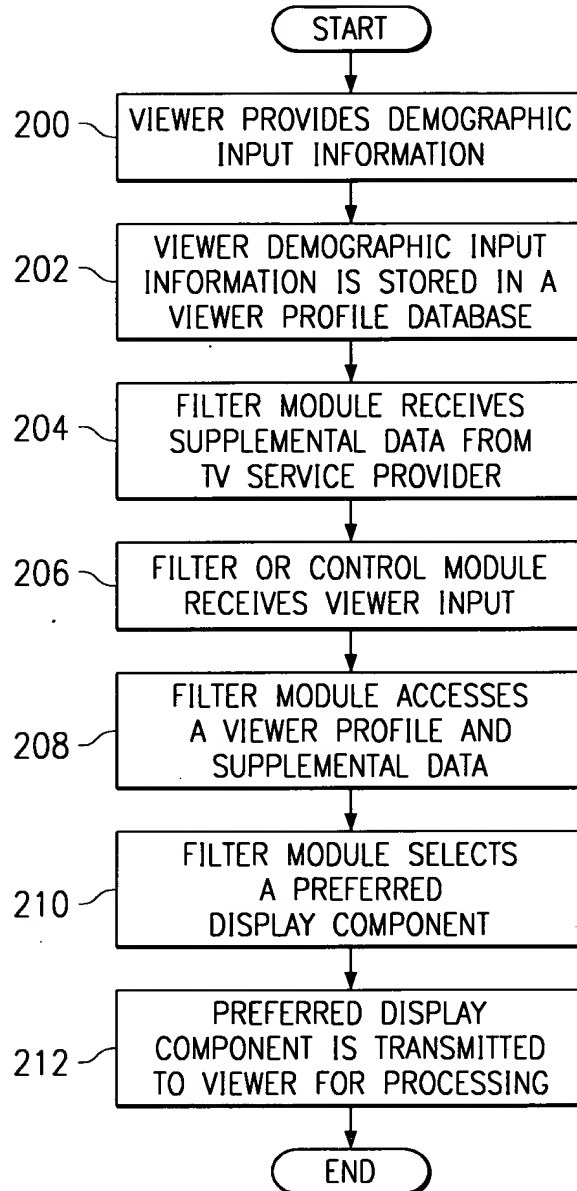 START
200
VIEWER PROVIDES DEMOGRAPHIC
INPUT INFORMATION
202
VIEWER DEMOGRAPHIC INPUT
INFORMATION IS STORED IN A
VIEWER PROFILE DATABASE
204
FILTER MODULE RECEIVES
SUPPLEMENTAL DATA FROM
TV SERVICE PROVIDER
206
FILTER OR CONTROL MODULE
RECEIVES VIEWER INPUT
208
FILTER MODULE ACCESSES
A VIEWER PROFILE AND
SUPPLEMENTAL DATA
210
FILTER MODULE SELECTS
A PREFERRED
DISPLAY COMPONENT
212
PREFERRED DISPLAY
COMPONENT IS TRANSMITTED
TO VIEWER FOR PROCESSING
END